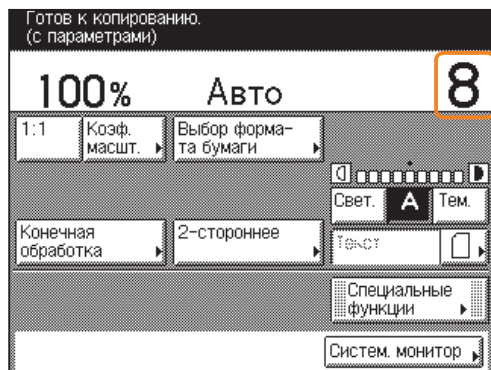 Готов к копированию.
(с параметрами)
100% Авто 8
1:1 Коэф. масшт. Выбор форма-
та бумаги
Свет. A Тем.
Конечная обработка 2-стороннее Текст
Специальные
функции
Систем. монитор